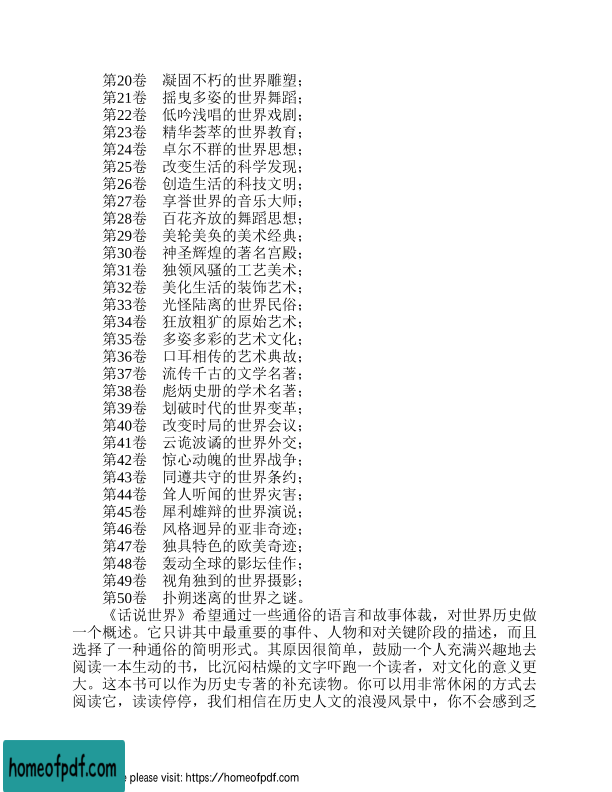 第20卷　凝固不朽的世界雕塑；
第21卷　摇曳多姿的世界舞蹈；
第22卷　低吟浅唱的世界戏剧；
第23卷　精华荟萃的世界教育；
第24卷　卓尔不群的世界思想；
第25卷　改变生活的科学发现；
第26卷　创造生活的科技文明；
第27卷　享誉世界的音乐大师；
第28卷　百花齐放的舞蹈思想；
第29卷　美轮美奂的美术经典；
第30卷　神圣辉煌的著名宫殿；
第31卷　独领风骚的工艺美术；
第32卷　美化生活的装饰艺术；
第33卷　光怪陆离的世界民俗；
第34卷　狂放粗犷的原始艺术；
第35卷　多姿多彩的艺术文化；
第36卷　口耳相传的艺术典故；
第37卷　流传千古的文学名著；
第38卷　彪炳史册的学术名著；
第39卷　划破时代的世界变革；
第40卷　改变时局的世界会议；
第41卷　云诡波谲的世界外交；
第42卷　惊心动魄的世界战争；
第43卷　同遵共守的世界条约；
第44卷　耸人听闻的世界灾害；
第45卷　犀利雄辩的世界演说；
第46卷　风格迥异的亚非奇迹；
第47卷　独具特色的欧美奇迹；
第48卷　轰动全球的影坛佳作；
第49卷　视角独到的世界摄影；
第50卷　扑朔迷离的世界之谜。
《话说世界》希望通过一些通俗的语言和故事体裁，对世界历史做
一个概述。它只讲其中最重要的事件、人物和对关键阶段的描述，而且
选择了一种通俗的简明形式。其原因很简单，鼓励一个人充满兴趣地去
阅读一本生动的书，比沉闷枯燥的文字吓跑一个读者，对文化的意义更
大。这本书可以作为历史专著的补充读物。你可以用非常休闲的方式去
阅读它，读读停停，我们相信在历史人文的浪漫风景中，你不会感到乏
homeofpdf.com
e please visit: https://homeofpdf.com